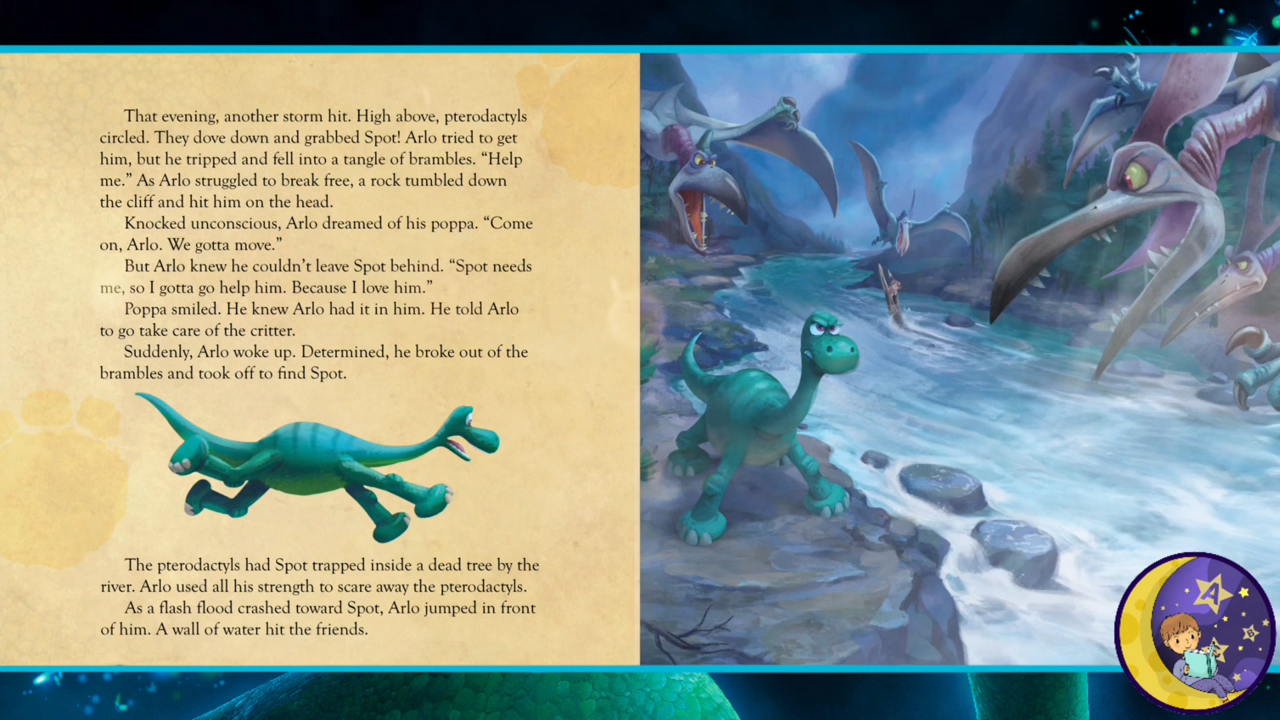 That evening, another storm hit. High above, pterodactyls
circled. They dove down and grabbed Spot! Arlo tried to get
him, but he tripped and fell into a tangle of brambles. “Help
me.” As Arlo struggled to break free, a rock tumbled down
the cliff and hit him on the head.
Knocked unconscious, Arlo dreamed of his poppa. “Come
on, Arlo. We gotta move.”
But Arlo knew he couldn’t leave Spot behind. “Spot needs
me, so I gotta go help him. Because I love him.”
Poppa smiled. He knew Arlo had it in him. He told Arlo
to go take care of the critter.
Suddenly, Arlo woke up. Determined, he broke out of the
brambles and took off to find Spot.
The pterodactyls had Spot trapped inside a dead tree by the
river. Arlo used all his strength to scare away the pterodactyls.
As a flash flood crashed toward Spot, Arlo jumped in front
of him. A wall of water hit the friends.
A